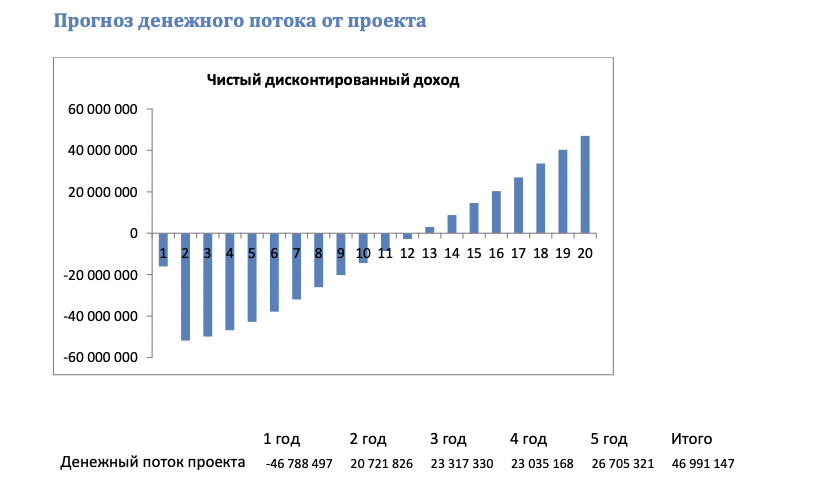 Прогноз денежного потока от проекта
Чистый дисконтированный доход
60 000 000
40 000 000
20 000 000
0
1 2 3 4 5 6 7 8 9 10 11 12 13 14 15 16 17 18 19 20
-20 000 000
-40 000 000
-60 000 000
1 год 2 год 3 год 4 год 5 год Итого
Денежный поток проекта -46 788 497 20 721 826 23 317 330 23 035 168 26 705 321 46 991 147